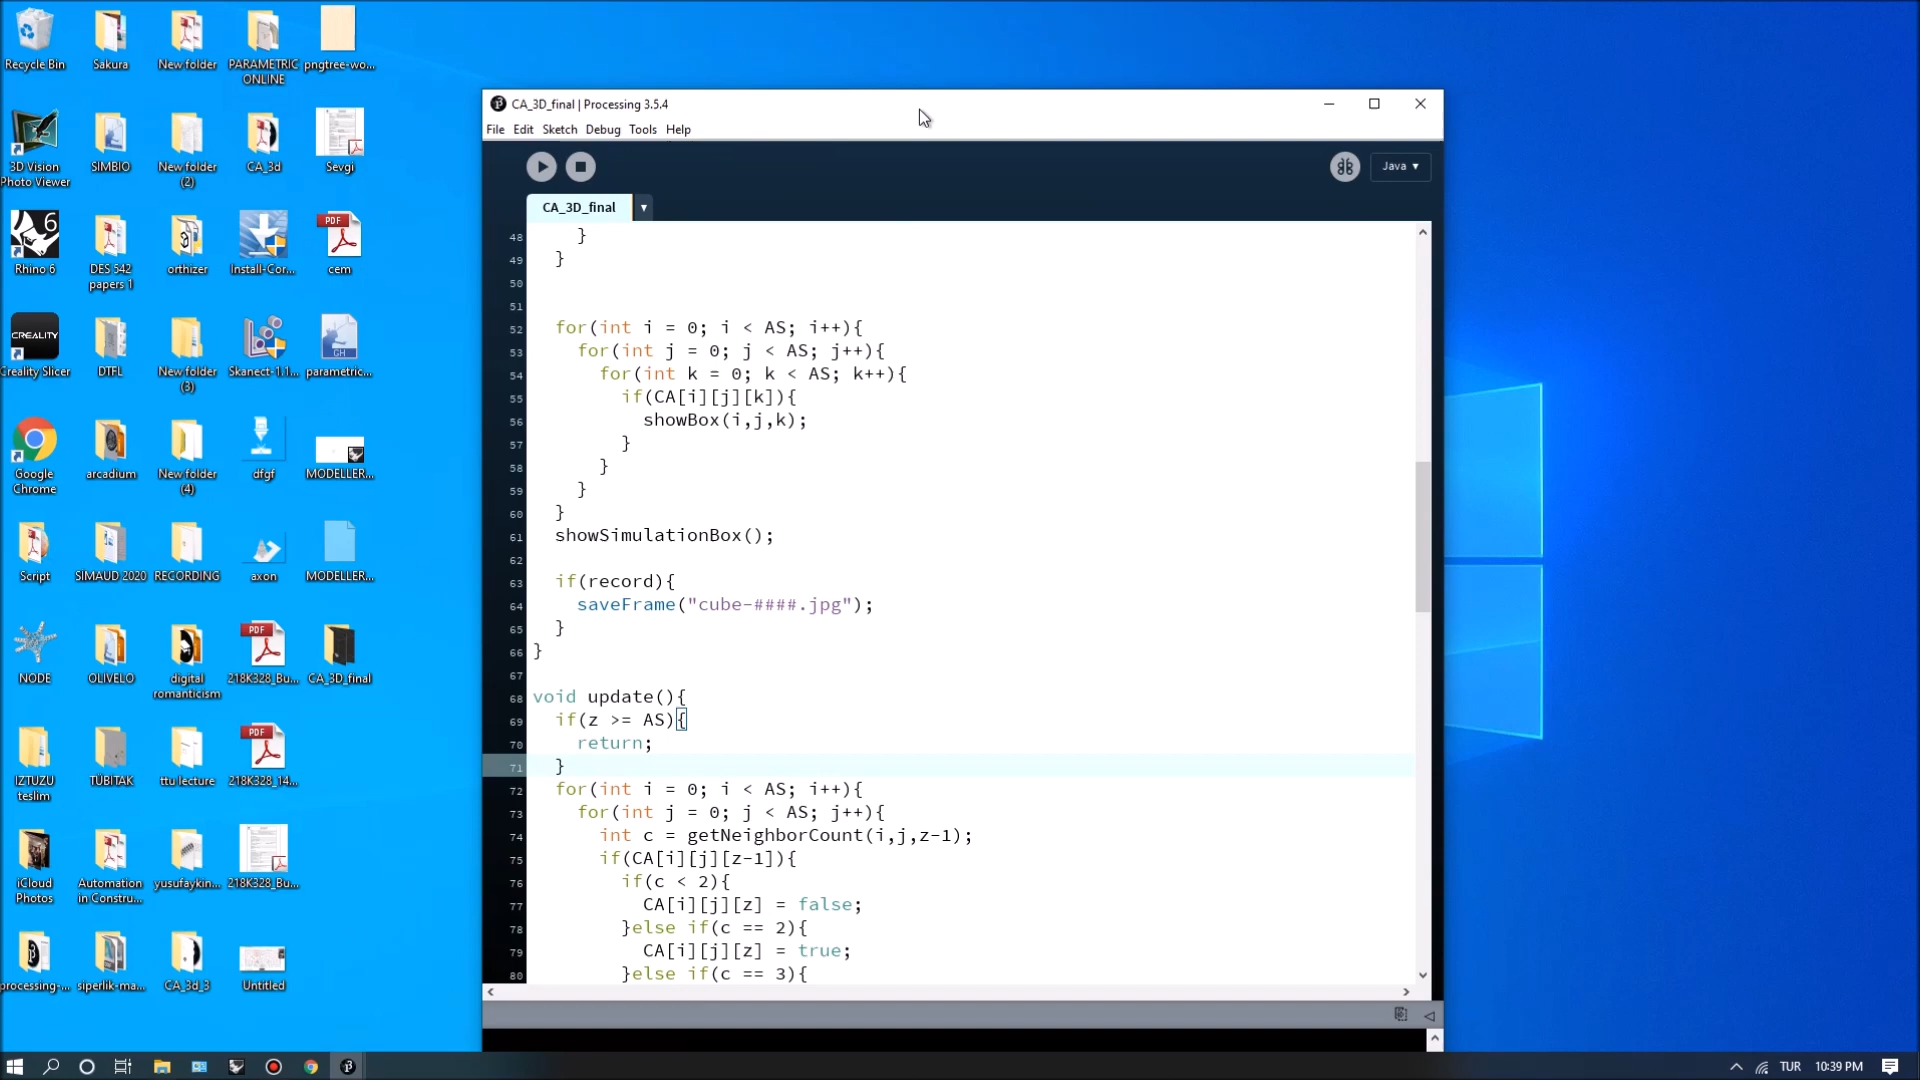 Recycle Bin
Sakura
New folder
PARAMETRIC
ONLINE
pngtree-wo...
3D Vision
Photo Viewer
SIMBIO
New folder
(2)
CA_3d
Sevgi
6
Rhino 6
DES 542
papers 1
orthizer
Install-Cor...
PDF
cem
CREALITY
Creality Slicer
DTFL
New folder
(3)
Skanect-1.1...
GH
parametric...
Google
Chrome
arcadium
New folder
(4)
dfgf
MODELLER...
Script
SIMAUD 2020
RECORDING
axon
MODELLER...
NODE
OLIVELO
digital
romanticism
PDF
218K328_Bu...
CA_3D_final
IZTUZU
teslim
TÜBITAK
ttu lecture
PDF
218K328_14...
iCloud
Photos
Automation
in Constru...
yusufaykin...
218K328_Bu...
processing-...
siperlik-ma...
CA_3d_3
Untitled
CA_3D_final | Processing 3.5.4
File Edit Sketch Debug Tools Help
Java ▾
CA_3D_final ▾
48 }
49 }
50
51
52 for(int i = 0; i < AS; i++){
53 for(int j = 0; j < AS; j++){
54 for(int k = 0; k < AS; k++){
55 if(CA[i][j][k]){
56 showBox(i,j,k);
57 }
58 }
59 }
60 }
61 showSimulationBox();
62
63 if(record){
64 saveFrame("cube-####.jpg");
65 }
66 }
67
68 void update(){
69 if(z >= AS){
70 return;
71 }
72 for(int i = 0; i < AS; i++){
73 for(int j = 0; j < AS; j++){
74 int c = getNeighborCount(i,j,z-1);
75 if(CA[i][j][z-1]){
76 if(c < 2){
77 CA[i][j][z] = false;
78 }else if(c == 2){
79 CA[i][j][z] = true;
80 }else if(c == 3){
TUR
10:39 PM